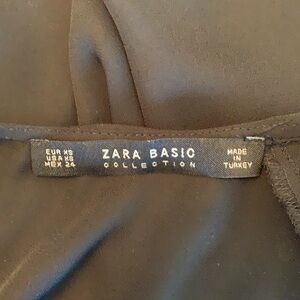 EUR XS
USA XS
MEX 24
ZARA BASIC
COLLECTION
MADE
IN
TURKEY